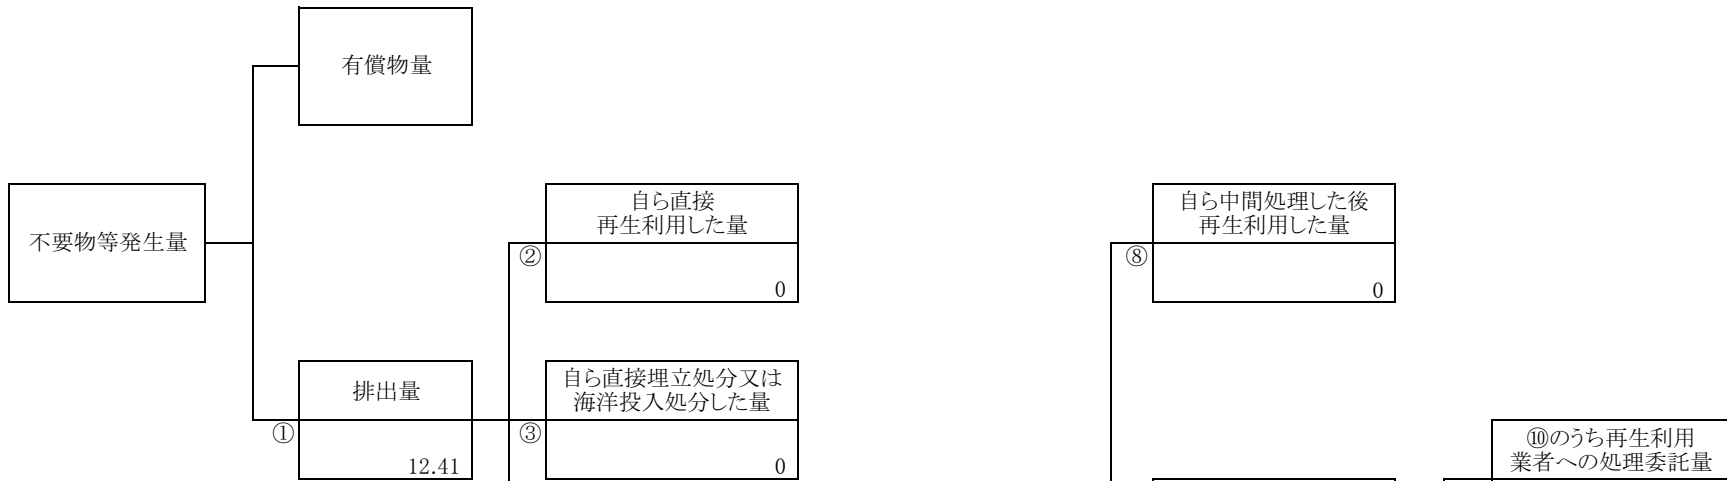 有償物量
不要物等発生量
自ら直接
再生利用した量
②
0
自ら中間処理した後
再生利用した量
⑧
0
排出量
①
12.41
自ら直接埋立処分又は
海洋投入処分した量
③
0
⑩のうち再生利用
業者への処理委託量